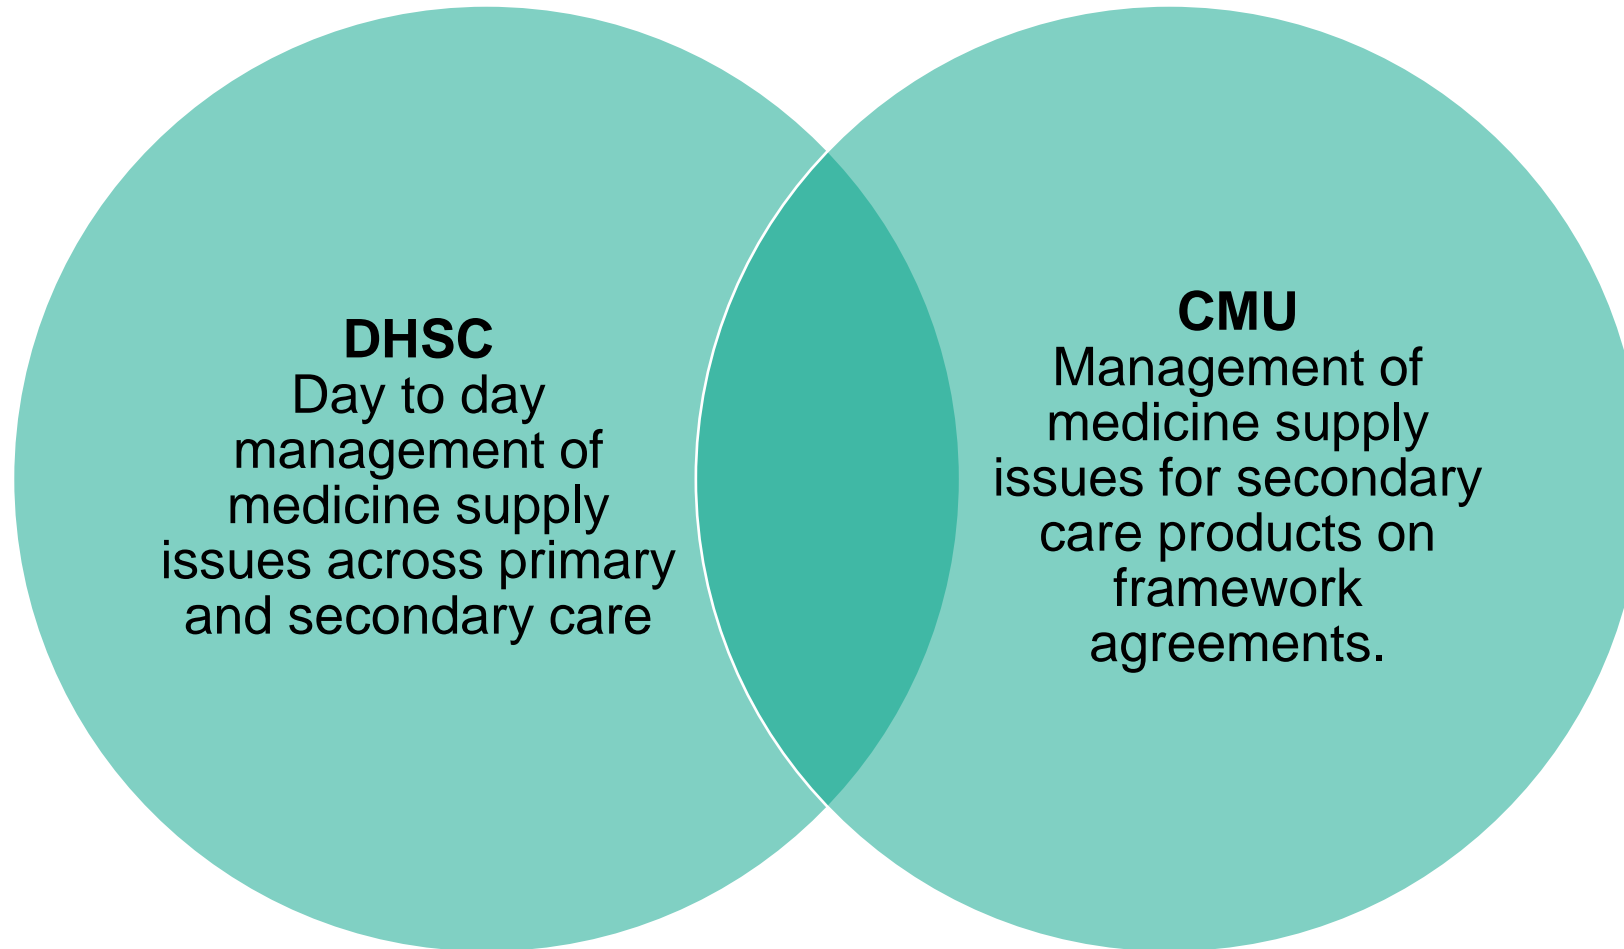 DHSC
Day to day
management of
medicine supply
issues across primary
and secondary care
CMU
Management of
medicine supply
issues for secondary
care products on
framework
agreements.